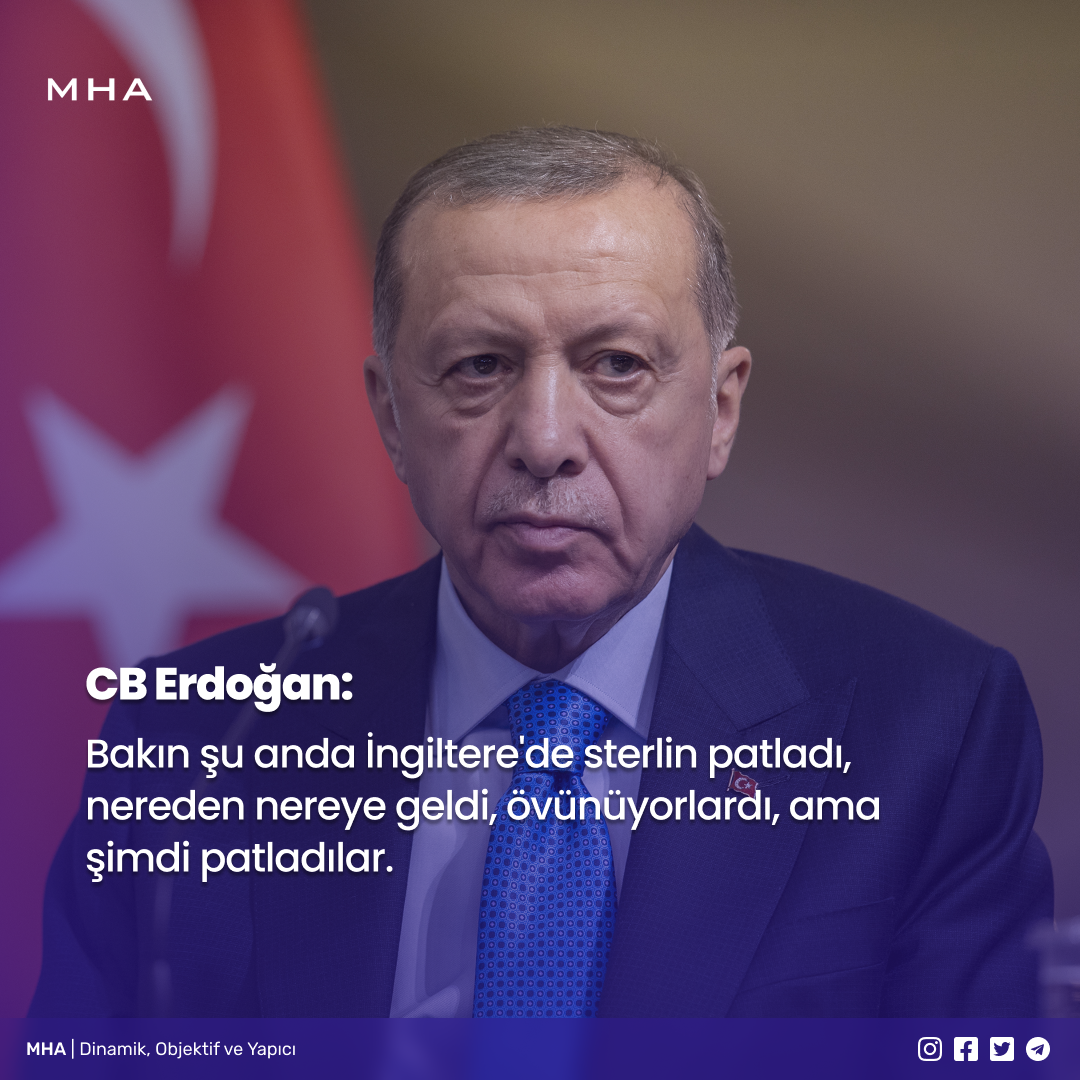 MHA
CB Erdoğan:
Bakın şu anda İngiltere'de sterlin patladı,
nereden nereye geldi, övünüyorlardı, ama
şimdi patladılar.
MHA | Dinamik, Objektif ve Yapıcı